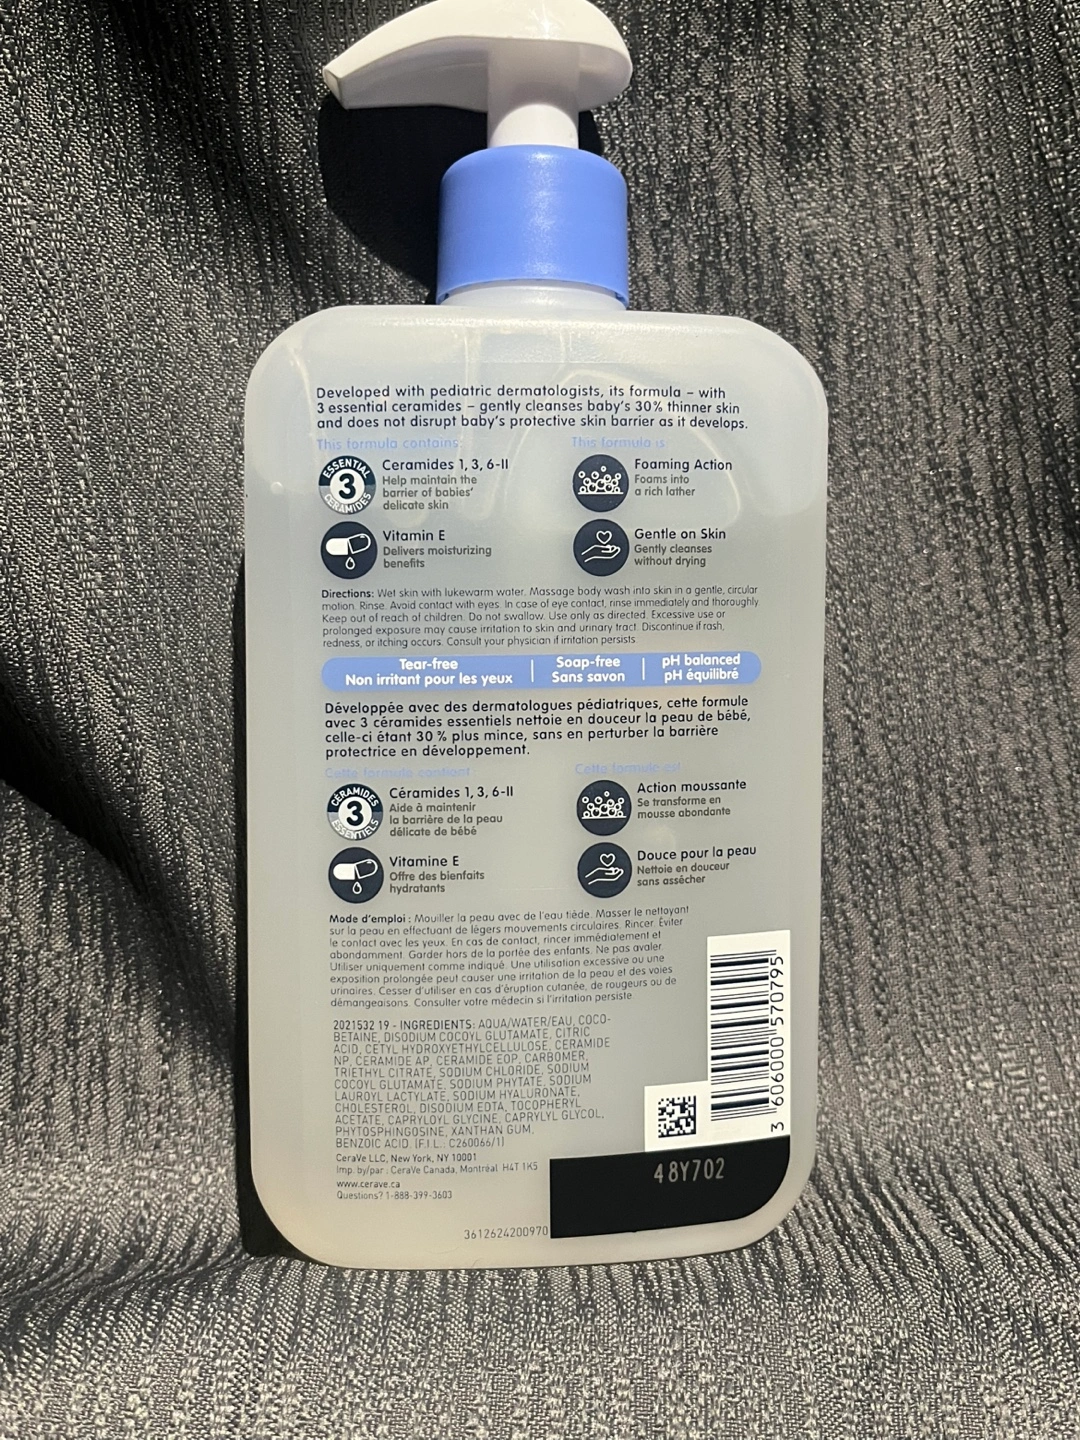 Developed with pediatric dermatologists, its formula – with
3 essential ceramides – gently cleanses baby's 30% thinner skin
and does not disrupt baby's protective skin barrier as it develops.
This formula contains:
ESSENTIAL
3
CERAMIDES
Ceramides 1, 3, 6-II
Help maintain the
barrier of babies'
delicate skin
Vitamin E
Delivers moisturizing
benefits
This formula is:
Foaming Action
Foams into
a rich lather
Gentle on Skin
Gently cleanses
without drying
Directions: Wet skin with lukewarm water. Massage body wash into skin in a gentle, circular
motion. Rinse. Avoid contact with eyes. In case of eye contact, rinse immediately and thoroughly.
Keep out of reach of children. Do not swallow. Use only as directed. Excessive use or
prolonged exposure may cause irritation to skin and urinary tract. Discontinue if rash,
redness, or itching occurs. Consult your physician if irritation persists.
Tear-free
Non irritant pour les yeux
Soap-free
Sans savon
pH balanced
pH équilibré
Développée avec des dermatologues pédiatriques, cette formule
avec 3 céramides essentiels nettoie en douceur la peau de bébé,
celle-ci étant 30 % plus mince, sans en perturber la barrière
protectrice en développement.
Cette formule contient :
CÉRAMIDES
3
ESSENTIELS
Céramides 1, 3, 6-II
Aide à maintenir
la barrière de la peau
délicate de bébé
Vitamine E
Offre des bienfaits
hydratants
Cette formule est :
Action moussante
Se transforme en
mousse abondante
Douce pour la peau
Nettoie en douceur
sans assécher
Mode d'emploi : Mouiller la peau avec de l'eau tiède. Masser le nettoyant
sur la peau en effectuant de légers mouvements circulaires. Rincer. Éviter
le contact avec les yeux. En cas de contact, rincer immédiatement et
abondamment. Garder hors de la portée des enfants. Ne pas avaler.
Utiliser uniquement comme indiqué. Une utilisation excessive ou une
exposition prolongée peut causer une irritation de la peau et des voies
urinaires. Cesser d'utiliser en cas d'éruption cutanée, de rougeurs ou de
démangeaisons. Consulter votre médecin si l'irritation persiste.
2021532 19 - INGREDIENTS: AQUA/WATER/EAU, COCO-
BETAINE, DISODIUM COCOYL GLUTAMATE, CITRIC
ACID, CETYL HYDROXYETHYLCELLULOSE, CERAMIDE
NP, CERAMIDE AP, CERAMIDE EOP, CARBOMER,
TRIETHYL CITRATE, SODIUM CHLORIDE, SODIUM
COCOYL GLUTAMATE, SODIUM PHYTATE, SODIUM
LAUROYL LACTYLATE, SODIUM HYALURONATE,
CHOLESTEROL, DISODIUM EDTA, TOCOPHERYL
ACETATE, CAPRYLOYL GLYCINE, CAPRYLYL GLYCOL,
PHYTOSPHINGOSINE, XANTHAN GUM,
BENZOIC ACID. (F.I.L.: C260066/1)
CeraVe LLC, New York, NY 10001
Imp. by/par : CeraVe Canada, Montréal H4T 1K5
www.cerave.ca
Questions? 1-888-399-3603
3612624200970
3 606000 570795
48Y702